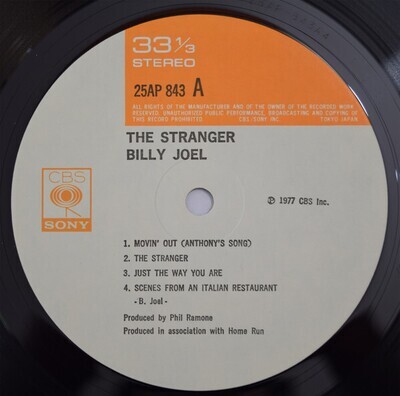 33 1/3
STEREO
25AP 843 A
ALL RIGHTS OF THE MANUFACTURER AND OF THE OWNER OF THE RECORDED WORK
RESERVED. UNAUTHORISED PUBLIC PERFORMANCE, BROADCASTING AND COPYING OF
THIS RECORD PROHIBITED CBS-SONY INC. TOKYO JAPAN
THE STRANGER
BILLY JOEL
CBS
SONY
℗ 1977 CBS Inc.
1. MOVIN' OUT (ANTHONY'S SONG)
2. THE STRANGER
3. JUST THE WAY YOU ARE
4. SCENES FROM AN ITALIAN RESTAURANT
- B. Joel -
Produced by Phil Ramone
Produced in association with Home Run